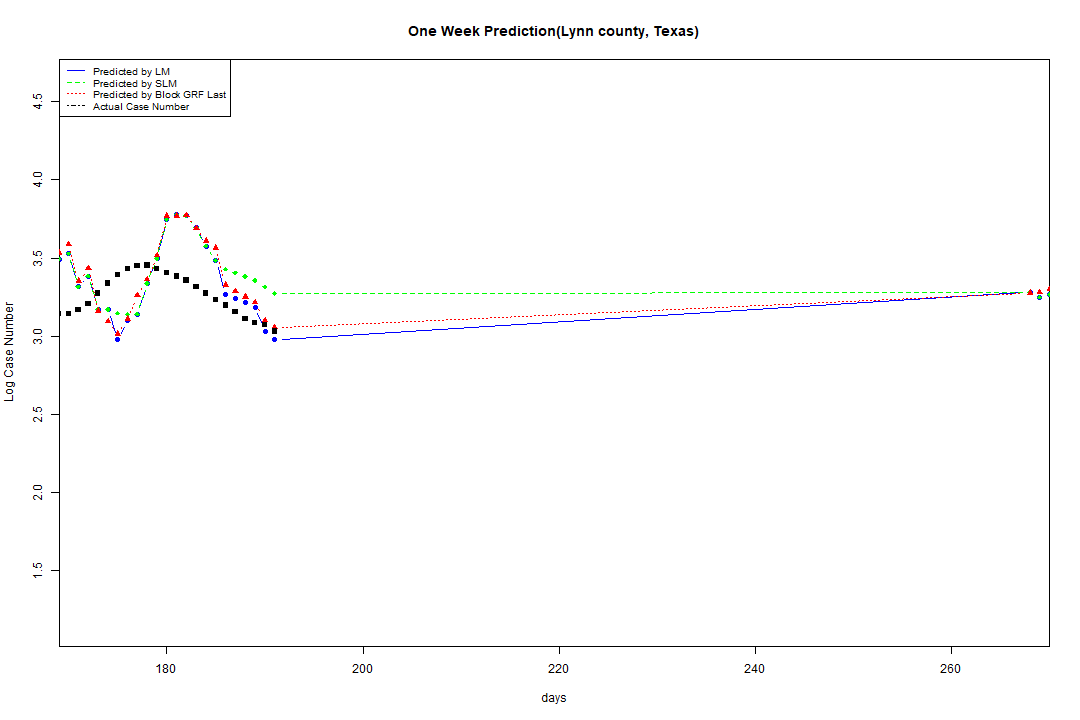 One Week Prediction(Lynn county, Texas)
Predicted by LM
Predicted by SLM
Predicted by Block GRF Last
Actual Case Number
4.5
4.0
3.5
3.0
2.5
2.0
1.5
Log Case Number
180
200
220
240
260
days